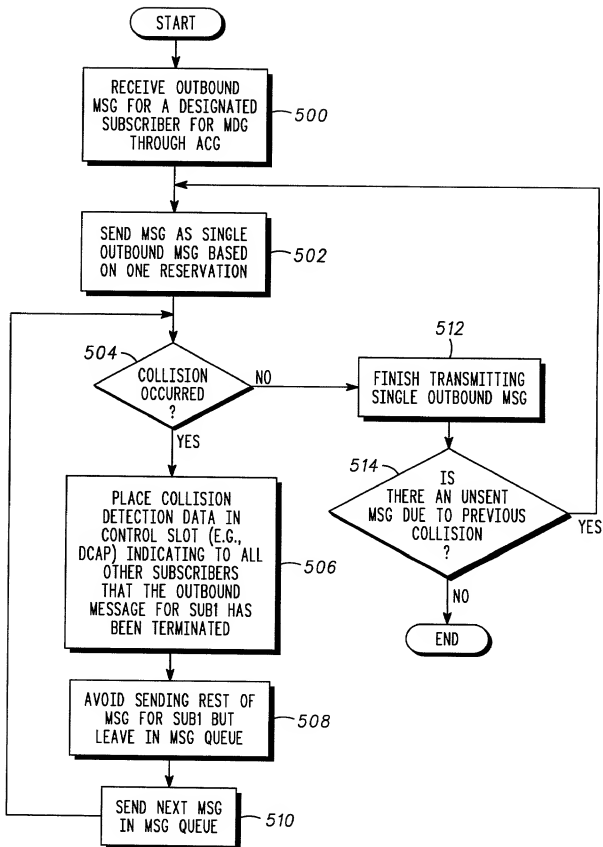 START
RECEIVE OUTBOUND
MSG FOR A DESIGNATED
SUBSCRIBER FOR MDG
THROUGH ACG
500
SEND MSG AS SINGLE
OUTBOUND MSG BASED
ON ONE RESERVATION
502
504
COLLISION
OCCURRED
?
NO
YES
512
FINISH TRANSMITTING
SINGLE OUTBOUND MSG
514
IS
THERE AN UNSENT
MSG DUE TO PREVIOUS
COLLISION
?
YES
NO
END
PLACE COLLISION
DETECTION DATA IN
CONTROL SLOT (E.G.,
DCAP) INDICATING TO ALL
OTHER SUBSCRIBERS
THAT THE OUTBOUND
MESSAGE FOR SUB1 HAS
BEEN TERMINATED
506
AVOID SENDING REST OF
MSG FOR SUB1 BUT
LEAVE IN MSG QUEUE
508
SEND NEXT MSG
IN MSG QUEUE
510